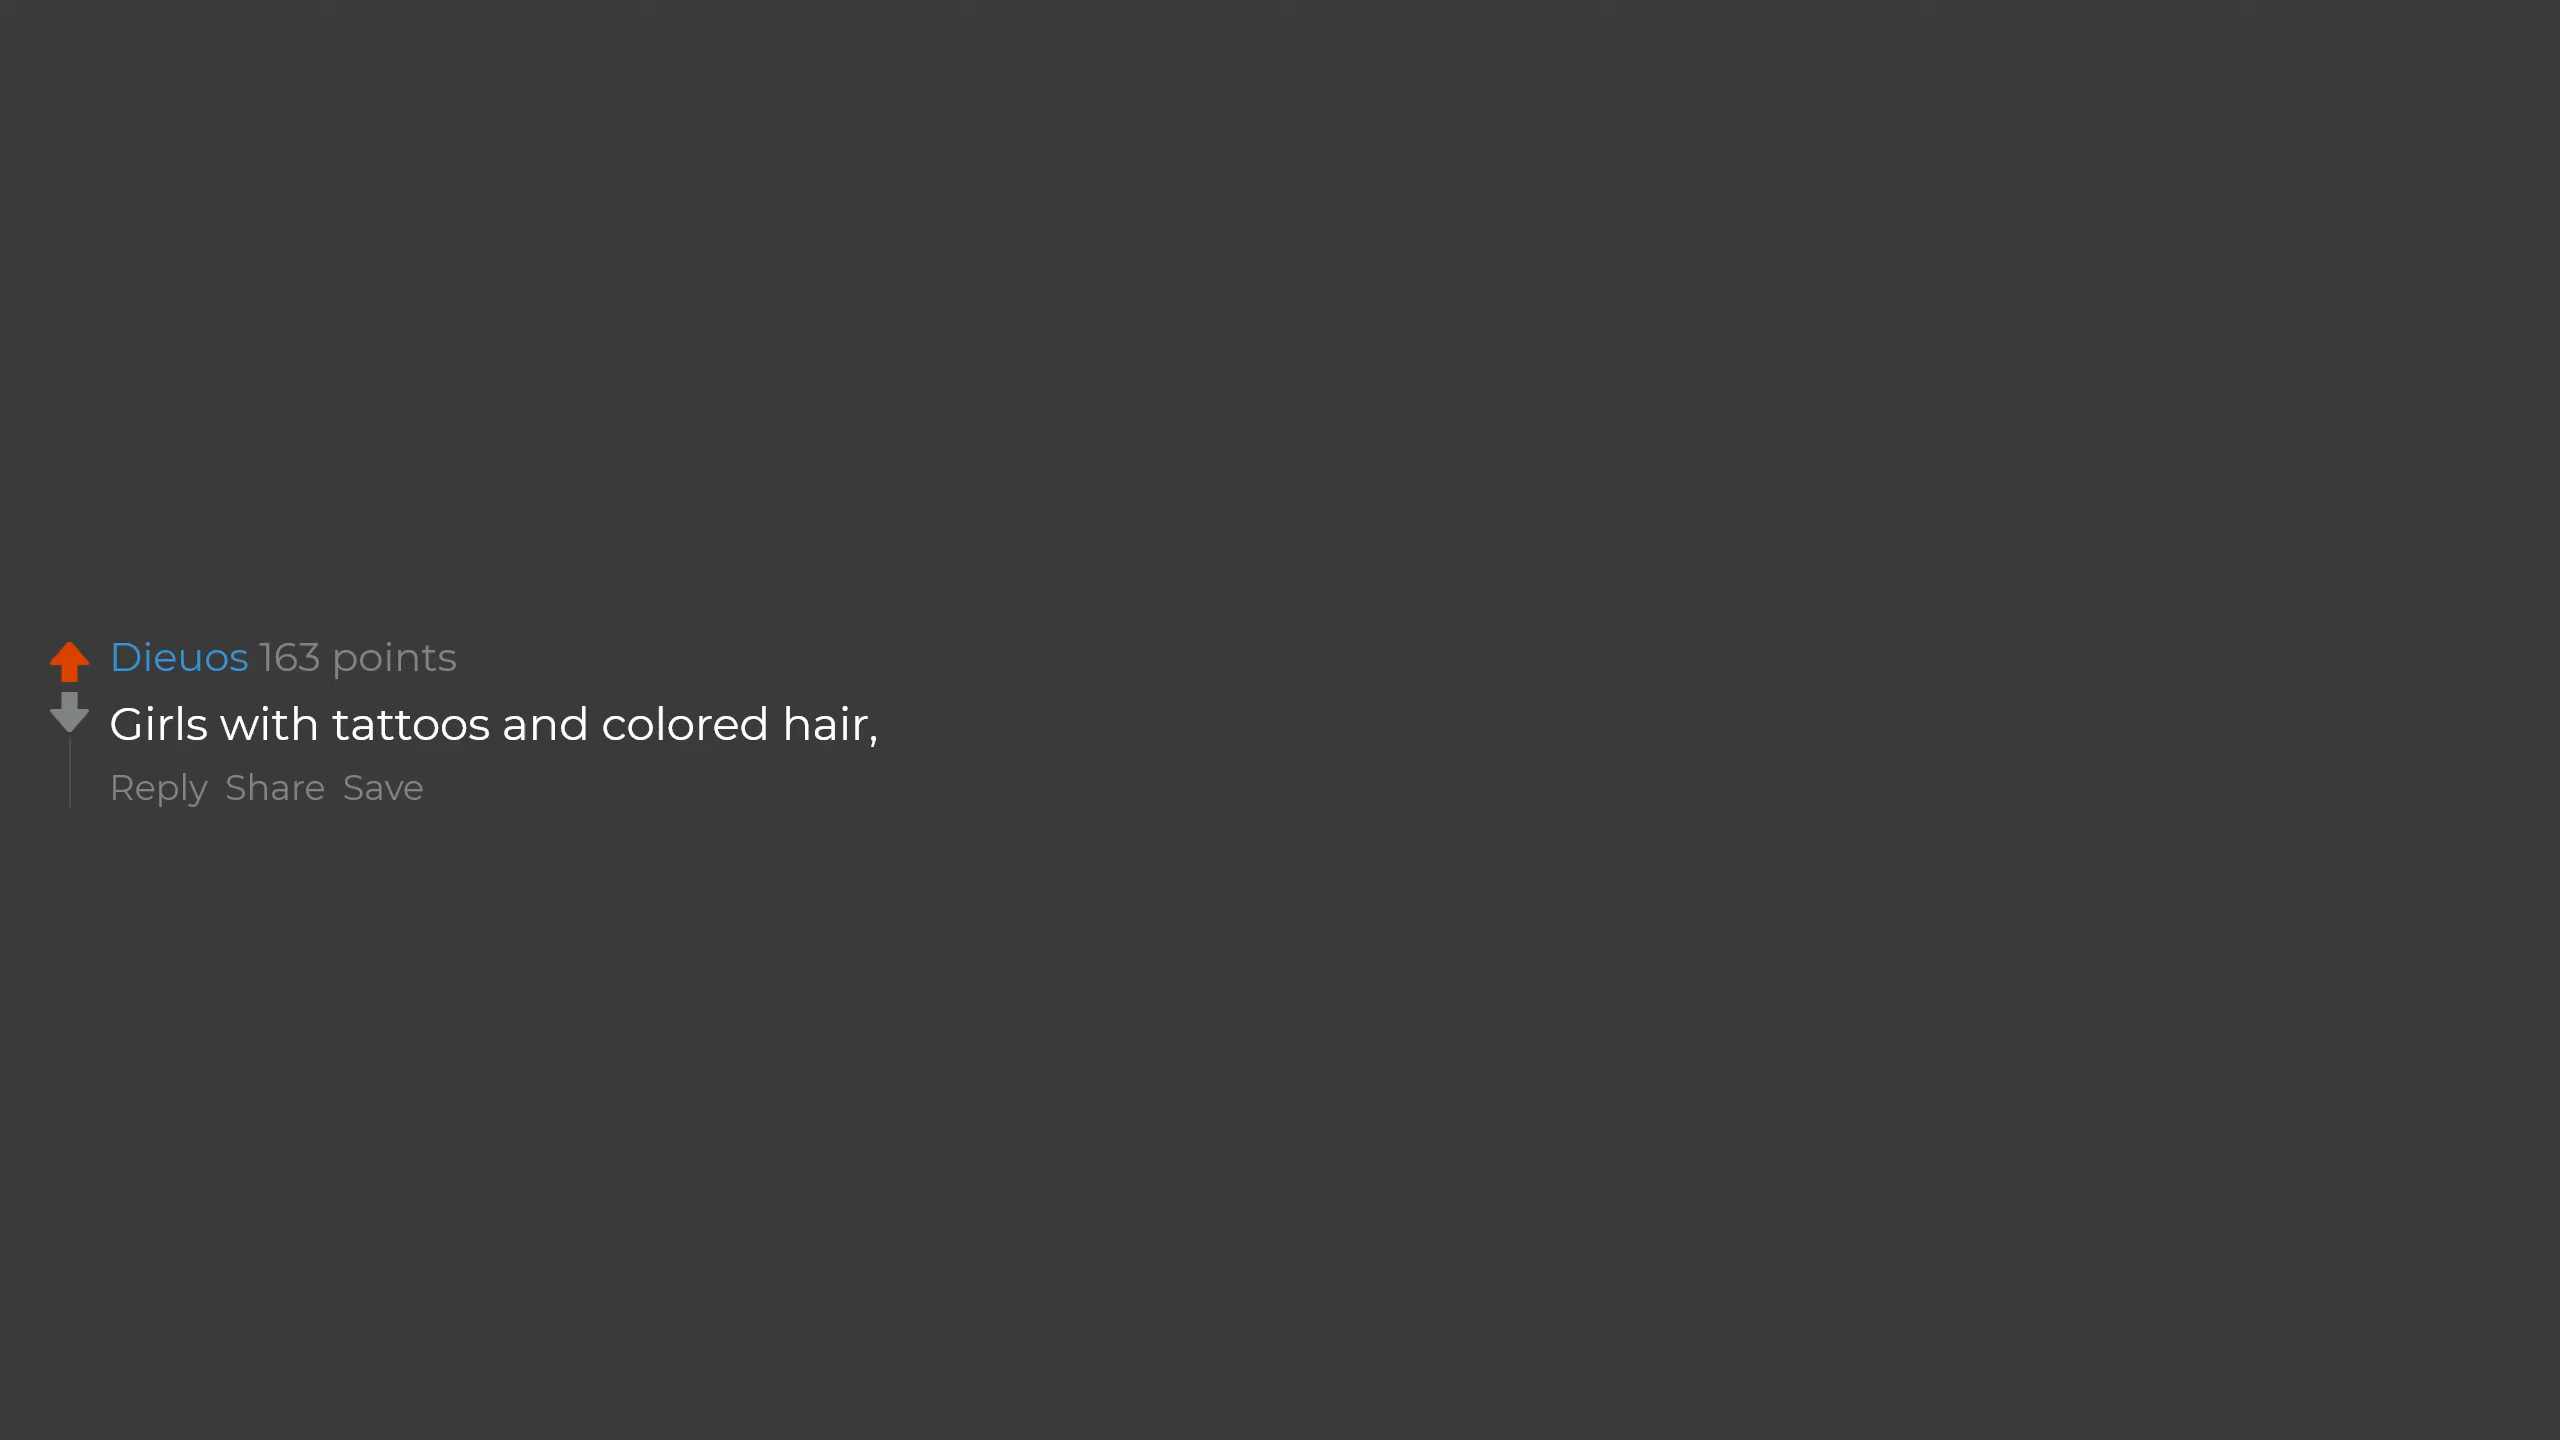 Dieuos 163 points
Girls with tattoos and colored hair,
Reply Share Save